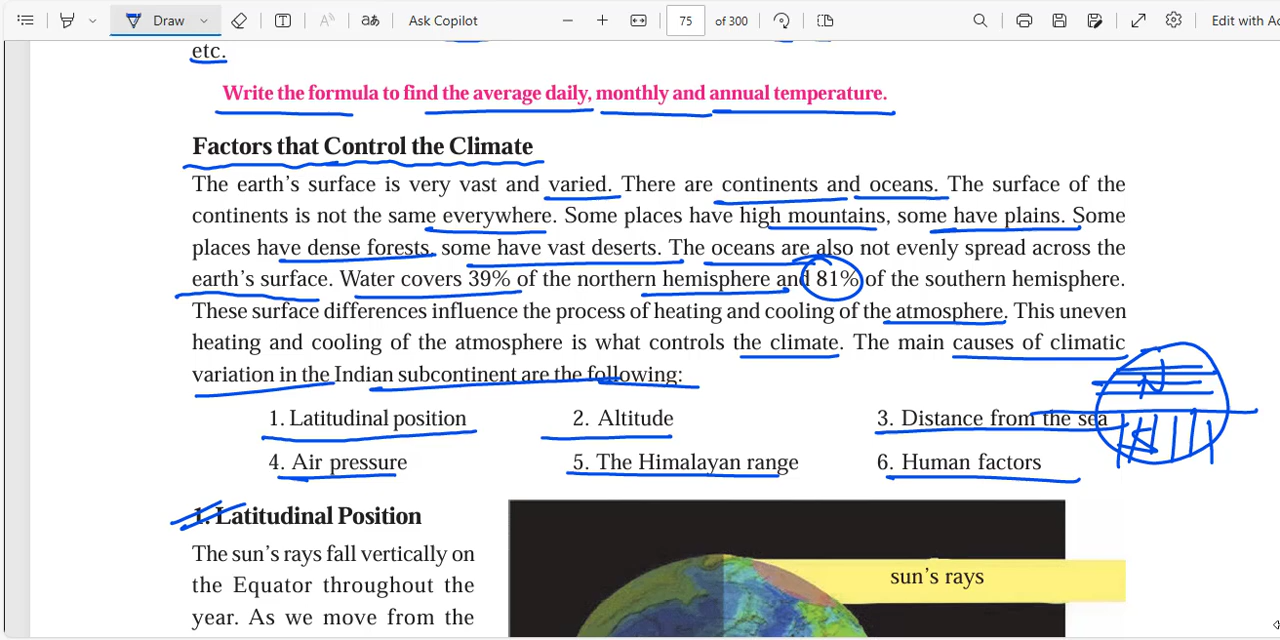 Draw
aあ
Ask Copilot
75 of 300
Edit with Ac
etc.
Write the formula to find the average daily, monthly and annual temperature.
Factors that Control the Climate
The earth's surface is very vast and varied. There are continents and oceans. The surface of the
continents is not the same everywhere. Some places have high mountains, some have plains. Some
places have dense forests, some have vast deserts. The oceans are also not evenly spread across the
earth's surface. Water covers 39% of the northern hemisphere and 81% of the southern hemisphere.
These surface differences influence the process of heating and cooling of the atmosphere. This uneven
heating and cooling of the atmosphere is what controls the climate. The main causes of climatic
variation in the Indian subcontinent are the following:
1. Latitudinal position 2. Altitude 3. Distance from the sea
4. Air pressure 5. The Himalayan range 6. Human factors
N
S
1. Latitudinal Position
The sun's rays fall vertically on
the Equator throughout the
year. As we move from the
sun's rays